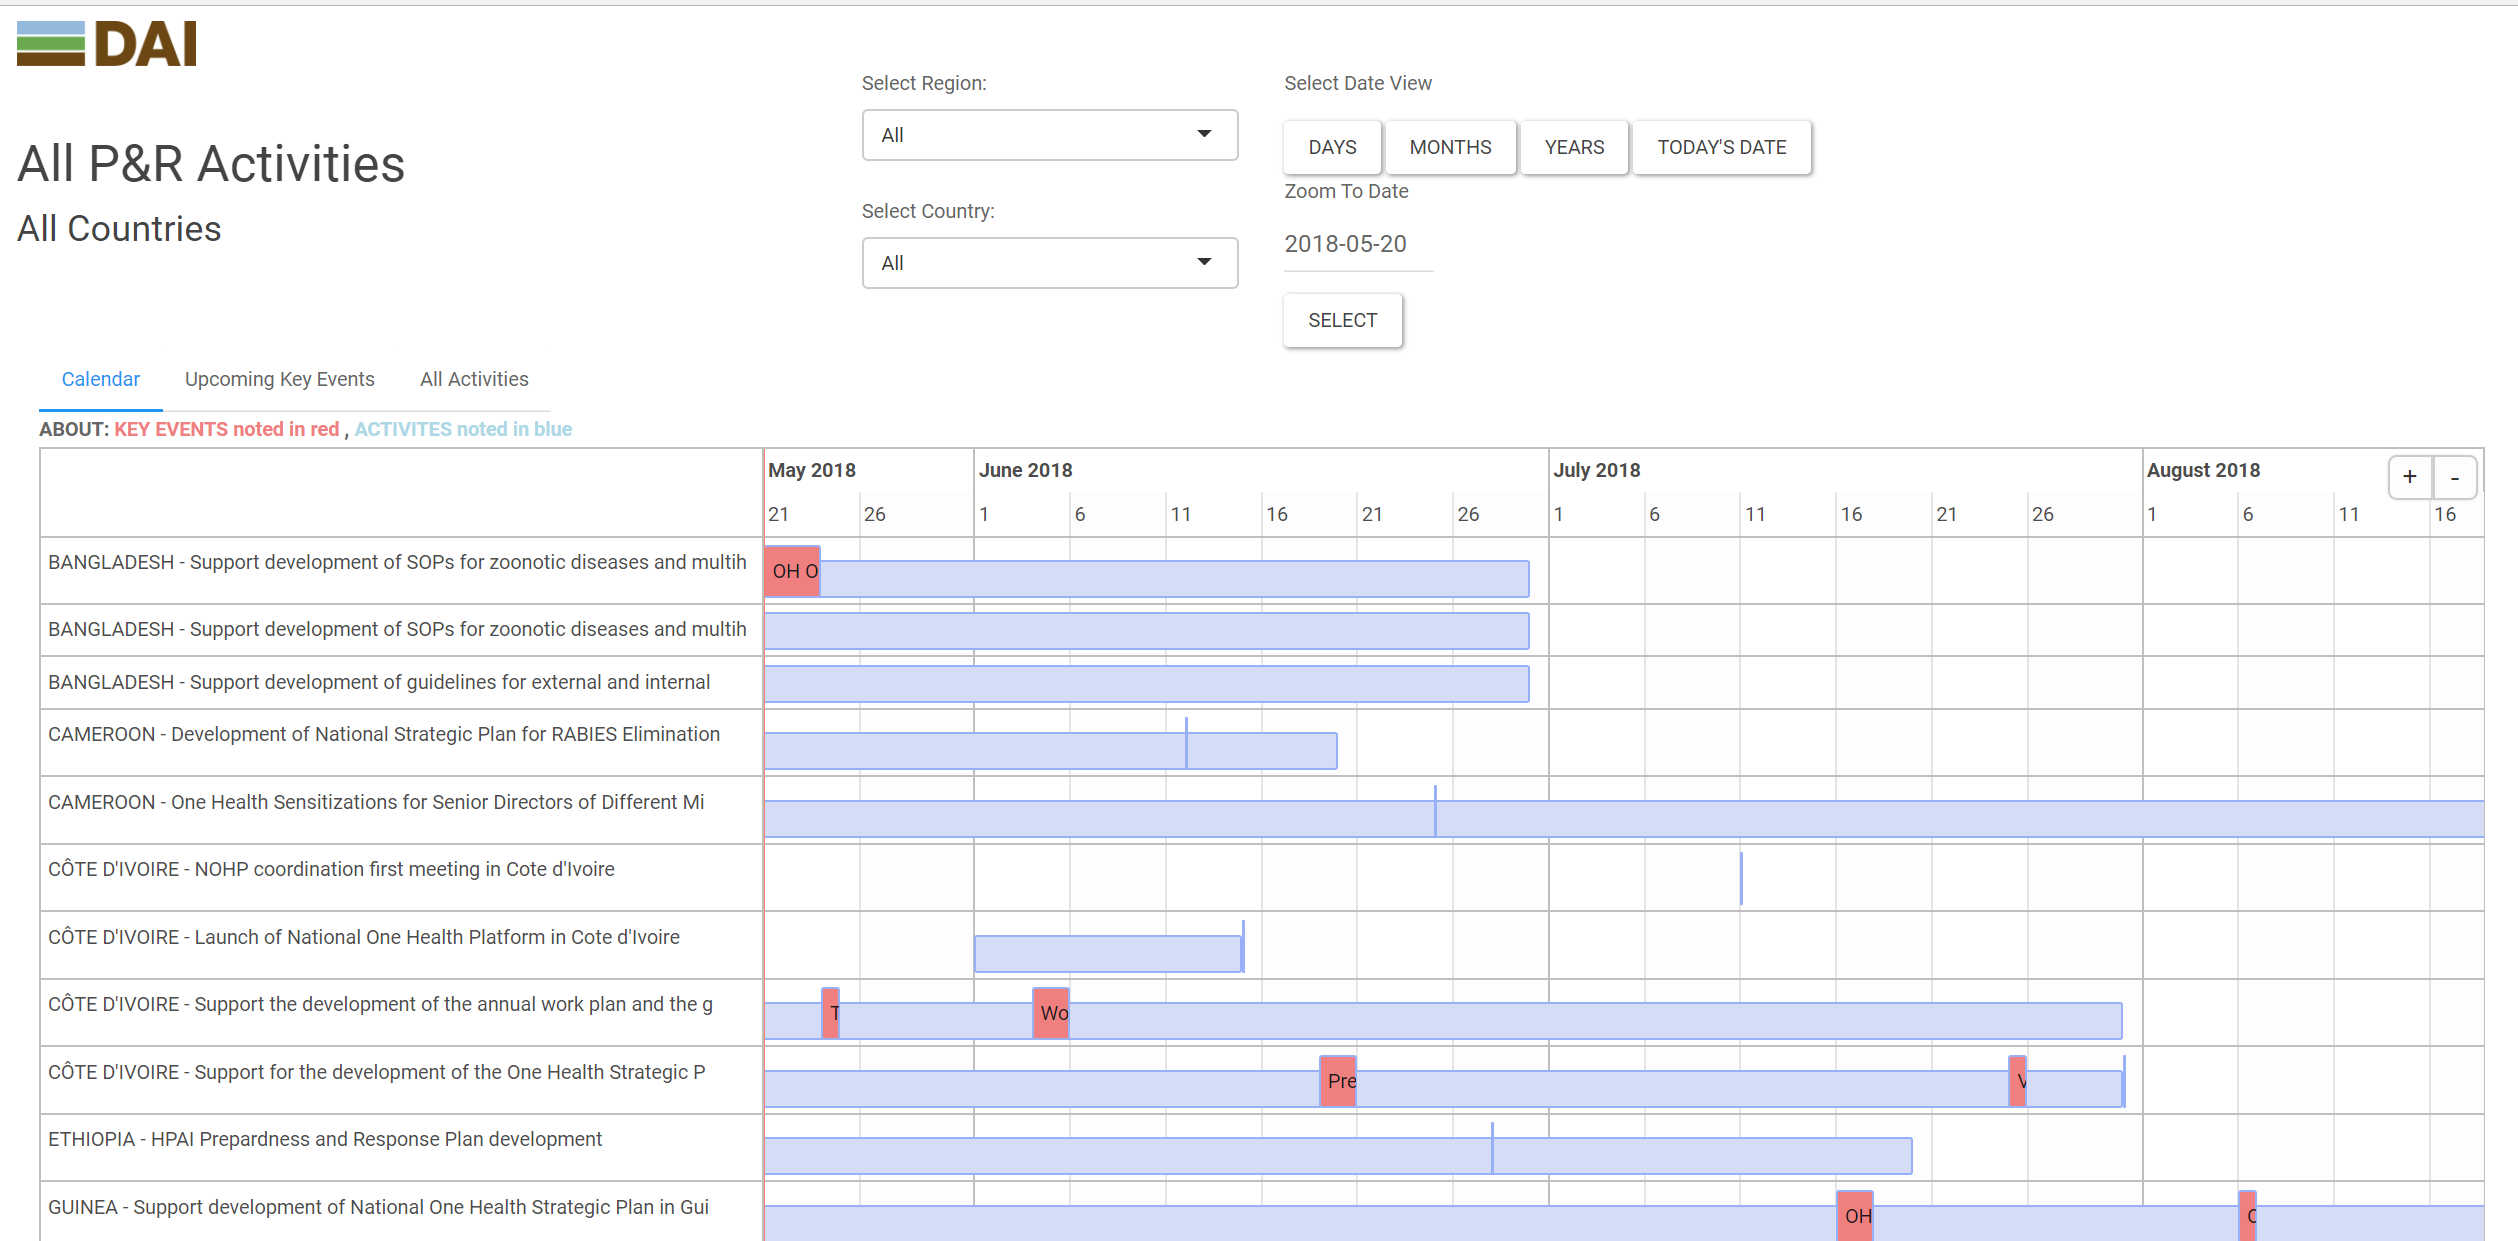 DAI
Select Region:
Select Date View
All
DAYS
MONTHS
YEARS
TODAY'S DATE
All P&R Activities
Zoom To Date
All Countries
Select Country:
2018-05-20
All
SELECT
Calendar
Upcoming Key Events
All Activities
ABOUT: KEY EVENTS noted in red , ACTIVITES noted in blue
May 2018
June 2018
July 2018
August 2018
+
-
21 26 1 6 11 16 21 26 1 6 11 16 21 26 1 6 11 16
BANGLADESH - Support development of SOPs for zoonotic diseases and multih
OH O
BANGLADESH - Support development of SOPs for zoonotic diseases and multih
BANGLADESH - Support development of guidelines for external and internal
CAMEROON - Development of National Strategic Plan for RABIES Elimination
CAMEROON - One Health Sensitizations for Senior Directors of Different Mi
CÔTE D'IVOIRE - NOHP coordination first meeting in Cote d'Ivoire
CÔTE D'IVOIRE - Launch of National One Health Platform in Cote d'Ivoire
CÔTE D'IVOIRE - Support the development of the annual work plan and the g
T
Wo
CÔTE D'IVOIRE - Support for the development of the One Health Strategic P
Pre
V
ETHIOPIA - HPAI Prepardness and Response Plan development
GUINEA - Support development of National One Health Strategic Plan in Gui
OH